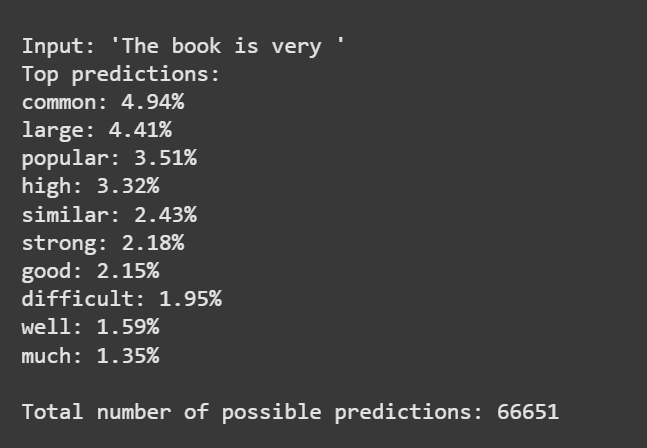 Input: 'The book is very '
Top predictions:
common: 4.94%
large: 4.41%
popular: 3.51%
high: 3.32%
similar: 2.43%
strong: 2.18%
good: 2.15%
difficult: 1.95%
well: 1.59%
much: 1.35%
Total number of possible predictions: 66651